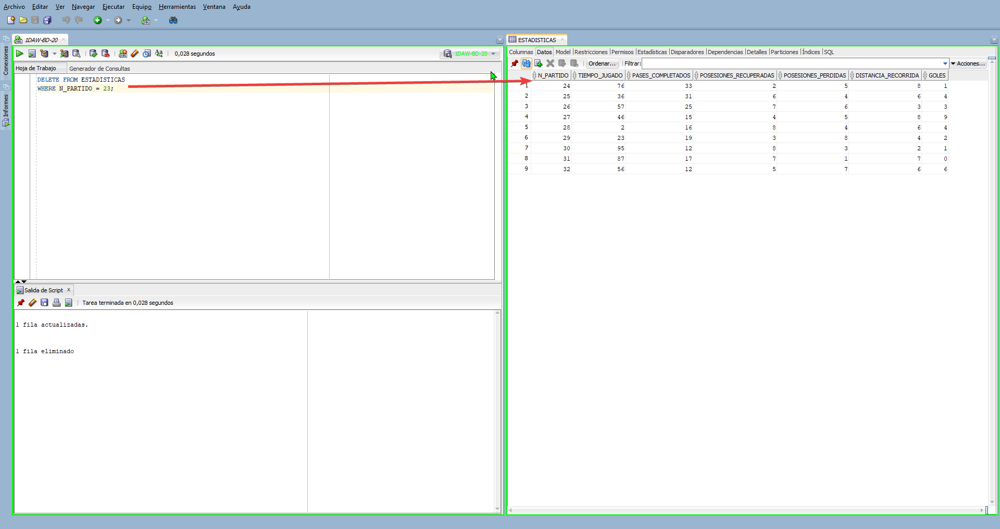 Archivo Editar Ver Navegar Ejecutar Equipo Herramientas Ventana Ayuda
Conexiones
Informes
1DAW-BD-20
0,028 segundos
1DAW-BD-20
Hoja de Trabajo Generador de Consultas
DELETE FROM ESTADISTICAS
WHERE N_PARTIDO = 23;
Salida de Script
Tarea terminada en 0,028 segundos
1 fila actualizadas.
1 fila eliminado
ESTADISTICAS
Columnas Datos Model Restricciones Permisos Estadísticas Disparadores Dependencias Detalles Particiones Índices SQL
Ordenar... Filtrar: Acciones...
N_PARTIDO TIEMPO_JUGADO PASES_COMPLETADOS POSESIONES_RECUPERADAS POSESIONES_PERDIDAS DISTANCIA_RECORRIDA GOLES
1 24 76 33 2 5 8 1
2 25 36 31 6 4 6 4
3 26 57 25 7 6 3 3
4 27 46 15 4 5 8 9
5 28 2 16 8 4 6 4
6 29 23 19 3 8 4 2
7 30 95 12 8 3 2 1
8 31 87 17 7 1 7 0
9 32 56 12 5 7 6 6